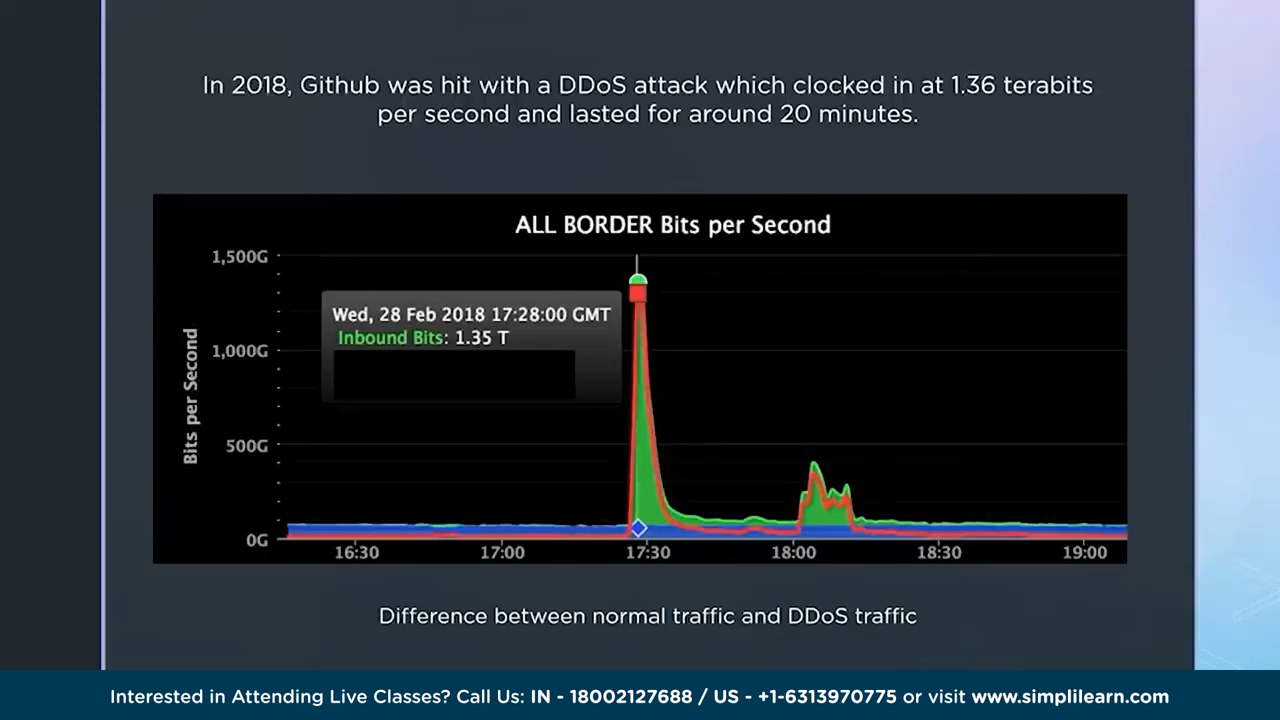 In 2018, Github was hit with a DDoS attack which clocked in at 1.36 terabits
per second and lasted for around 20 minutes.
ALL BORDER Bits per Second
Bits per Second
1,500G
1,000G
500G
0G
Wed, 28 Feb 2018 17:28:00 GMT
Inbound Bits: 1.35 T
16:30 17:00 17:30 18:00 18:30 19:00
Difference between normal traffic and DDoS traffic
Interested in Attending Live Classes? Call Us: IN - 18002127688 / US - +1-6313970775 or visit www.simplilearn.com